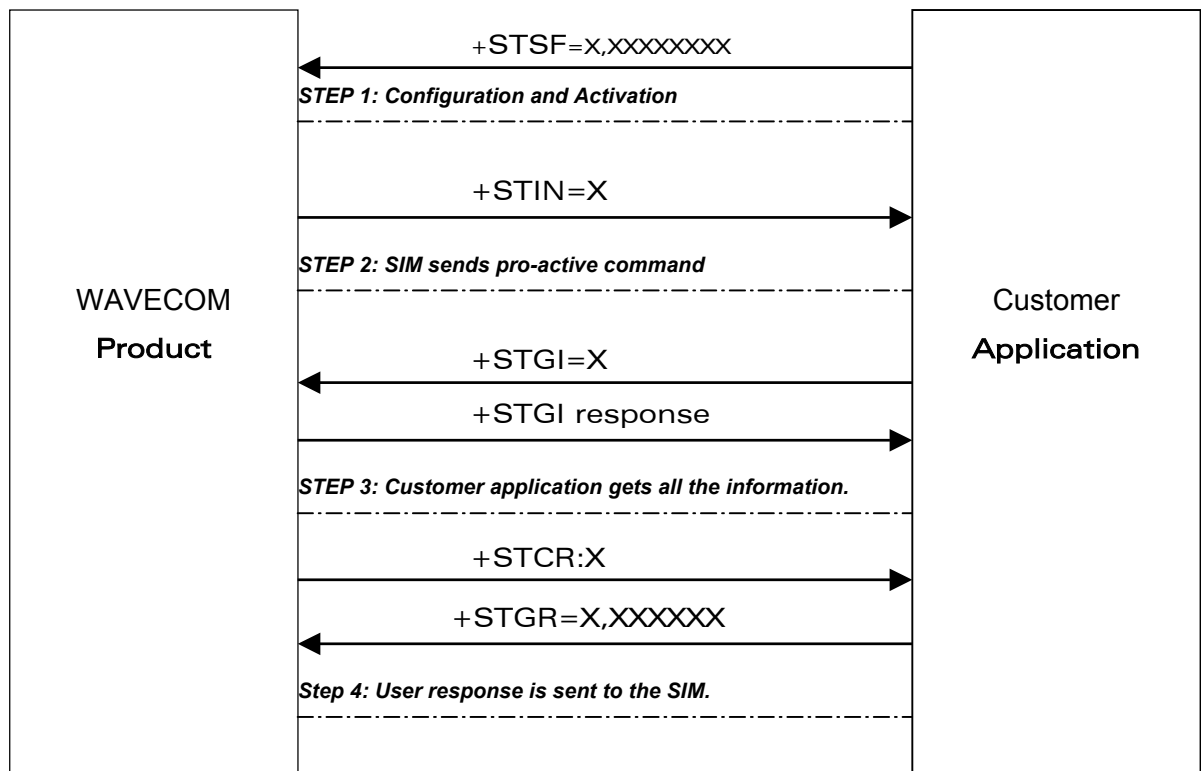 +STSF=X,XXXXXXXX
STEP 1: Configuration and Activation
+STIN=X
STEP 2: SIM sends pro-active command
WAVECOM
Product
Customer
Application
+STGI=X
+STGI response
STEP 3: Customer application gets all the information.
+STCR:X
+STGR=X,XXXXXX
Step 4: User response is sent to the SIM.